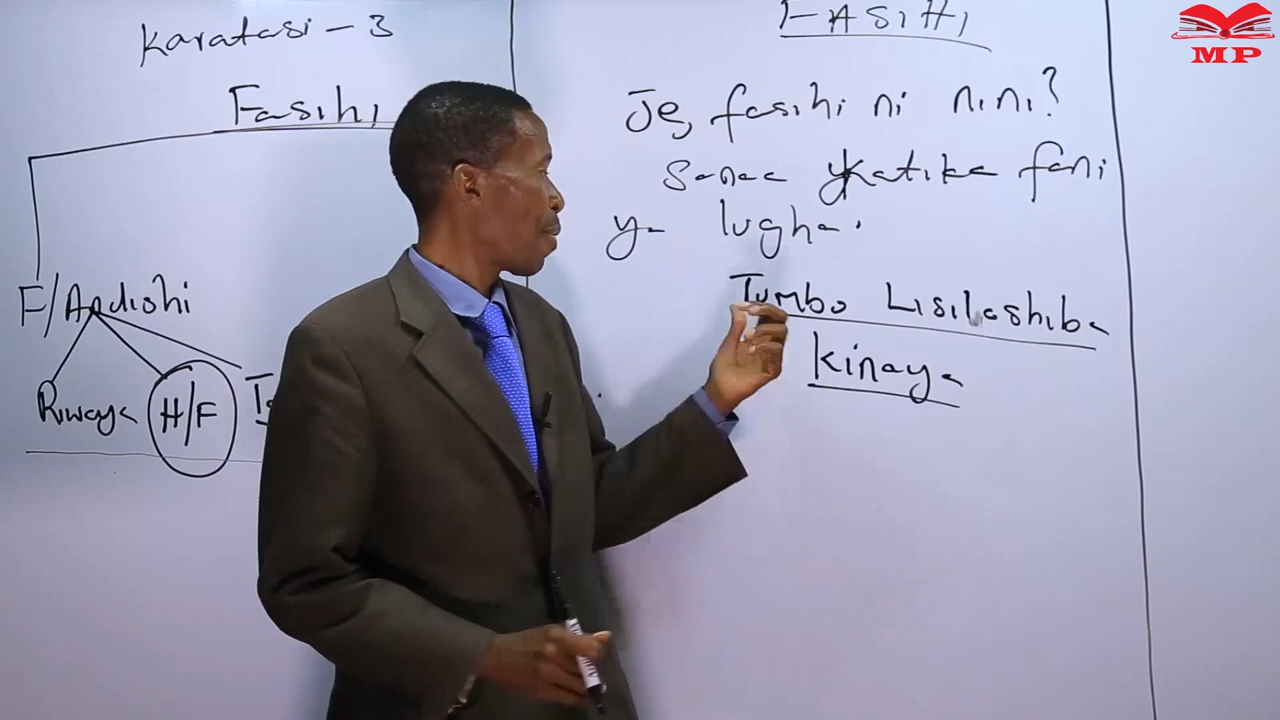 Karatasi - 3
Fasihi
F/Andishi
Riwaya
H/F
FASIHI
Je, fasihi ni nini?
Sanaa katika fani
ya lugha.
Tumbo Lisiloshiba
Kinaya
MP